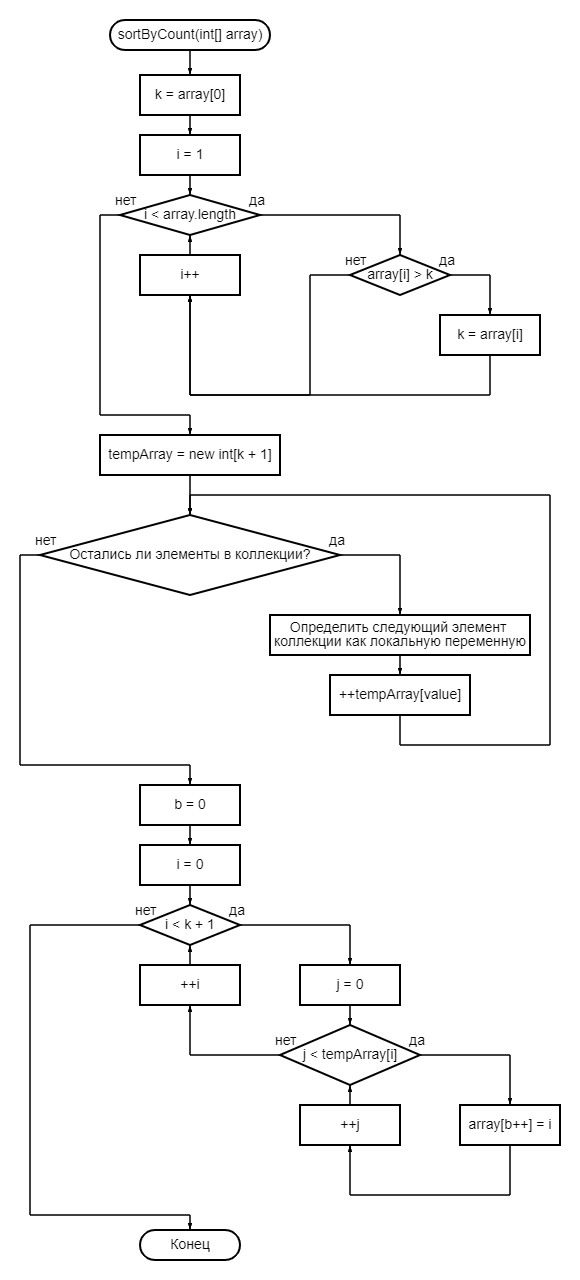 sortByCount(int[] array)
k = array[0]
i = 1
нет
да
i < array.length
i++
нет
да
array[i] > k
k = array[i]
tempArray = new int[k + 1]
нет
да
Остались ли элементы в коллекции?
Определить следующий элемент
коллекции как локальную переменную
++tempArray[value]
b = 0
i = 0
нет
да
i < k + 1
++i
j = 0
нет
да
j < tempArray[i]
++j
array[b++] = i
Конец